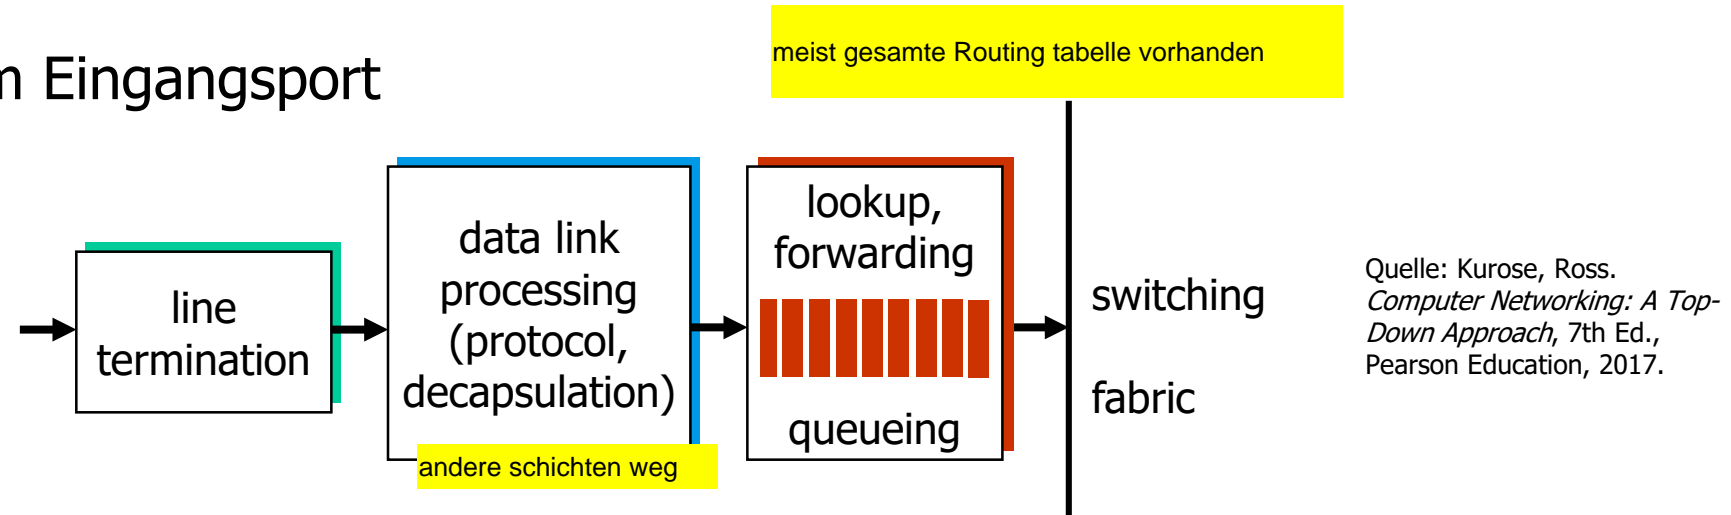 meist gesamte Routing tabelle vorhanden
m Eingangsport
line
termination
data link
processing
(protocol,
decapsulation)
andere schichten weg
lookup,
forwarding
queueing
switching
fabric
Quelle: Kurose, Ross.
Computer Networking: A Top-
Down Approach, 7th Ed.,
Pearson Education, 2017.